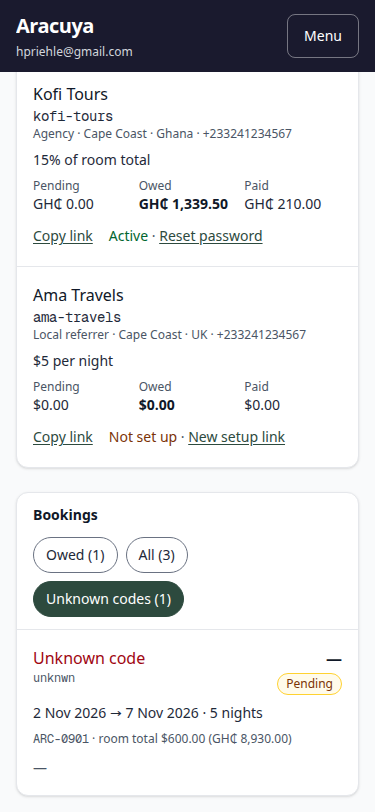 Aracuya
hpriehle@gmail.com
Menu
Kofi Tours
kofi-tours
Agency · Cape Coast · Ghana · +233241234567
15% of room total
Pending Owed Paid
GH₵ 0.00 GH₵ 1,339.50 GH₵ 210.00
Copy link Active · Reset password
Ama Travels
ama-travels
Local referrer · Cape Coast · UK · +233241234567
$5 per night
Pending Owed Paid
$0.00 $0.00 $0.00
Copy link Not set up · New setup link
Bookings
Owed (1) All (3)
Unknown codes (1)
Unknown code —
unknwn Pending
2 Nov 2026 → 7 Nov 2026 · 5 nights
ARC-0901 · room total $600.00 (GH₵ 8,930.00)
—